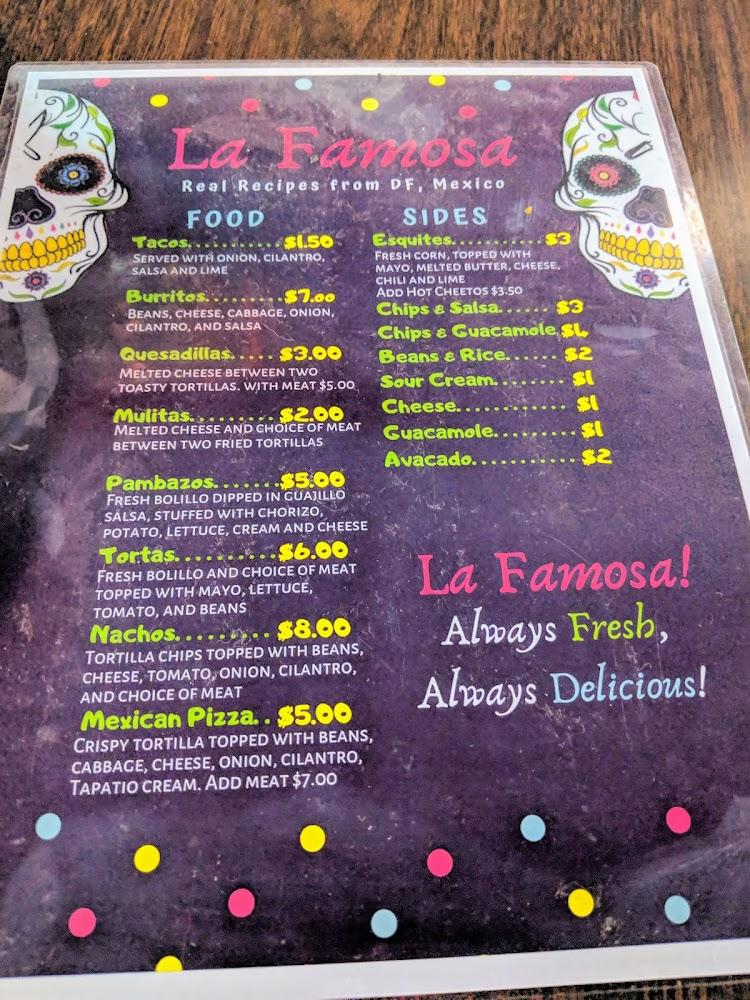 La Famosa
Real Recipes from DF, Mexico
FOOD
Tacos...........$1.50
Served with onion, cilantro,
salsa and lime
Burritos.........$7.00
Beans, cheese, cabbage, onion,
cilantro, and salsa
Quesadillas..... $3.00
Melted cheese between two
toasty tortillas. with meat $5.00
Mulitas..........$2.00
Melted cheese and choice of meat
between two fried tortillas
Pambazos.......$5.00
Fresh bolillo dipped in guajillo
salsa, stuffed with chorizo,
potato, lettuce, cream and cheese
Tortas...........$6.00
Fresh bolillo and choice of meat
topped with mayo, lettuce,
tomato, and beans
Nachos.......... $8.00
Tortilla chips topped with beans,
cheese, tomato, onion, cilantro,
and choice of meat
Mexican Pizza.. $5.00
Crispy tortilla topped with beans,
cabbage, cheese, onion, cilantro,
Tapatio cream. Add meat $7.00
SIDES
Esquites...........$3
Fresh corn, topped with
mayo, melted butter, cheese,
chili and lime
Add Hot Cheetos $3.50
Chips & Salsa...... $3
Chips & Guacamole.
Beans & Rice...... $2
Sour Cream........ $1
Cheese............ $1
Guacamole......... $1
Avacado........... $2
La Famosa!
Always Fresh,
Always Delicious!